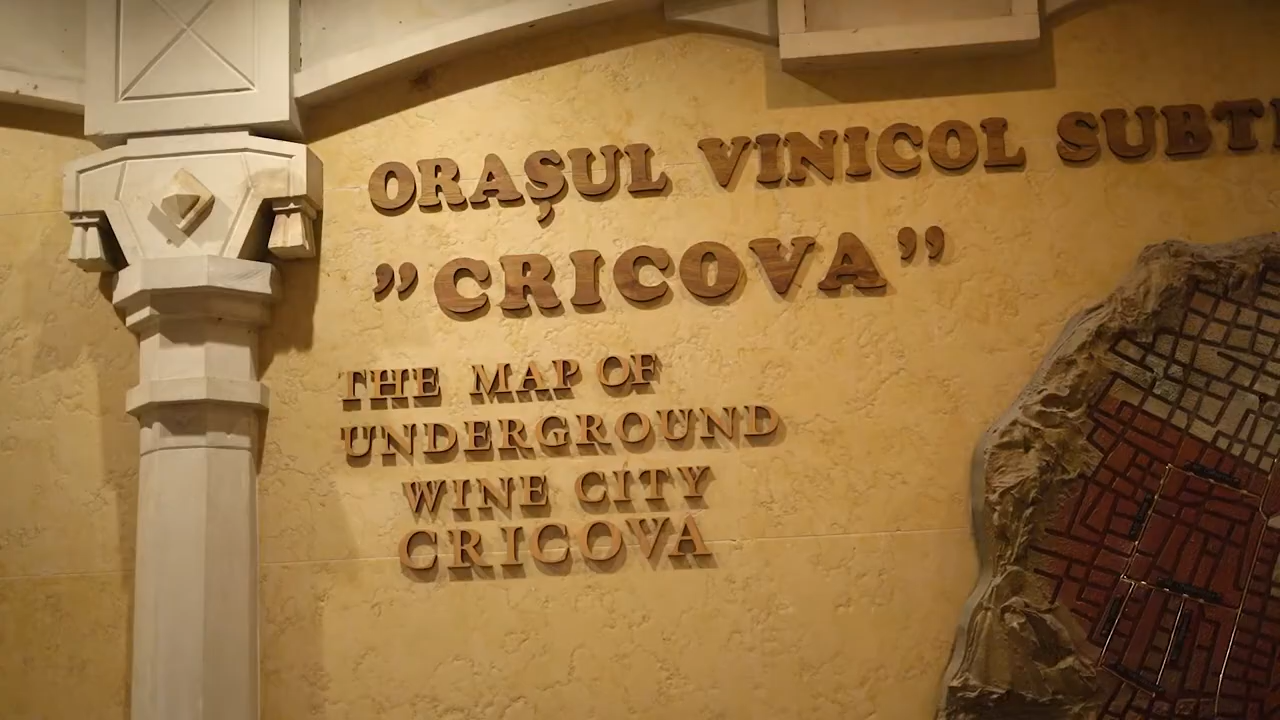 ORAȘUL VINICOL
"CRICOVA"
THE MAP OF
UNDERGROUND
WINE CITY
CRICOVA